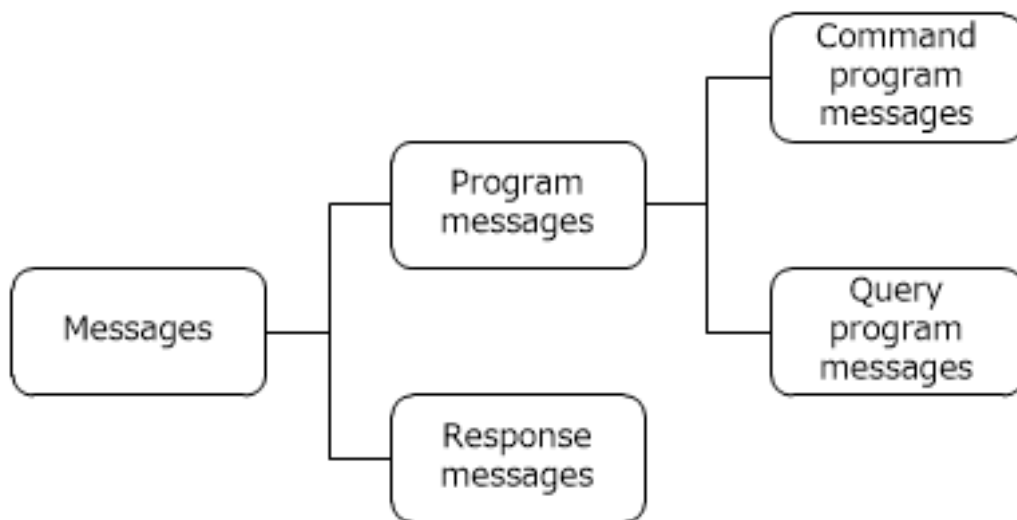 Command
program
messages
Program
messages
Messages
Query
program
messages
Response
messages